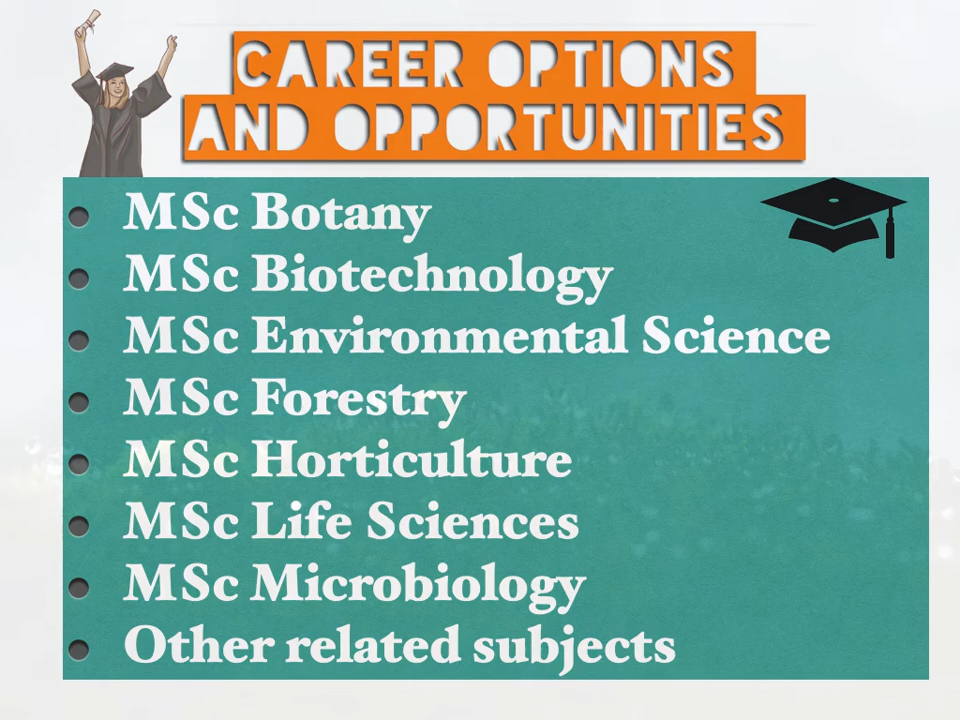 CAREER OPTIONS
AND OPPORTUNITIES
MSc Botany
MSc Biotechnology
MSc Environmental Science
MSc Forestry
MSc Horticulture
MSc Life Sciences
MSc Microbiology
Other related subjects